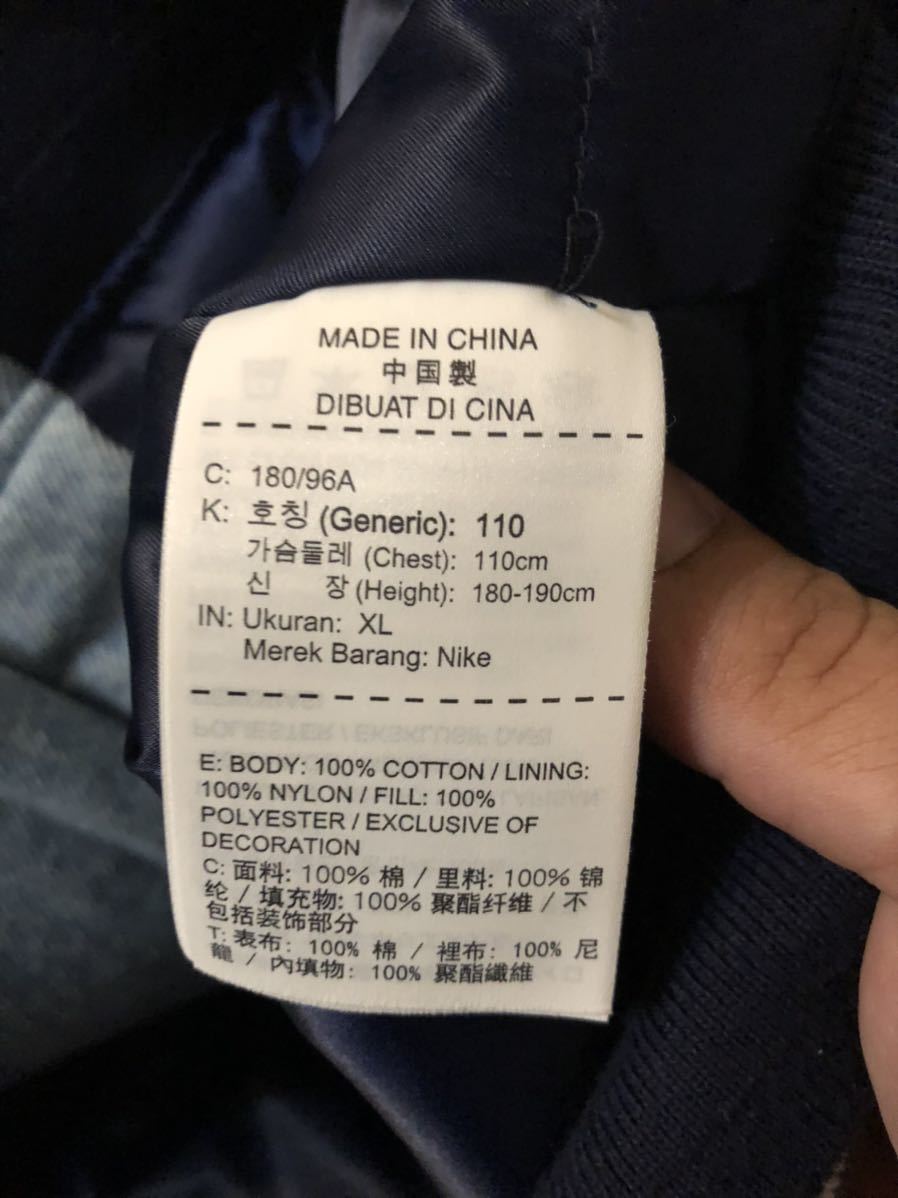 MADE IN CHINA
中国製
DIBUAT DI CINA
C: 180/96A
K: 호칭 (Generic): 110
가슴둘레 (Chest): 110cm
신 장 (Height): 180-190cm
IN: Ukuran: XL
Merek Barang: Nike
E: BODY: 100% COTTON / LINING:
100% NYLON / FILL: 100%
POLYESTER / EXCLUSIVE OF
DECORATION
C: 面料: 100% 棉 / 里料: 100% 锦
纶 / 填充物: 100% 聚酯纤维 / 不
包括装饰部分
T: 表布: 100% 棉 / 裡布: 100% 尼
龍 / 內填物: 100% 聚酯纖維